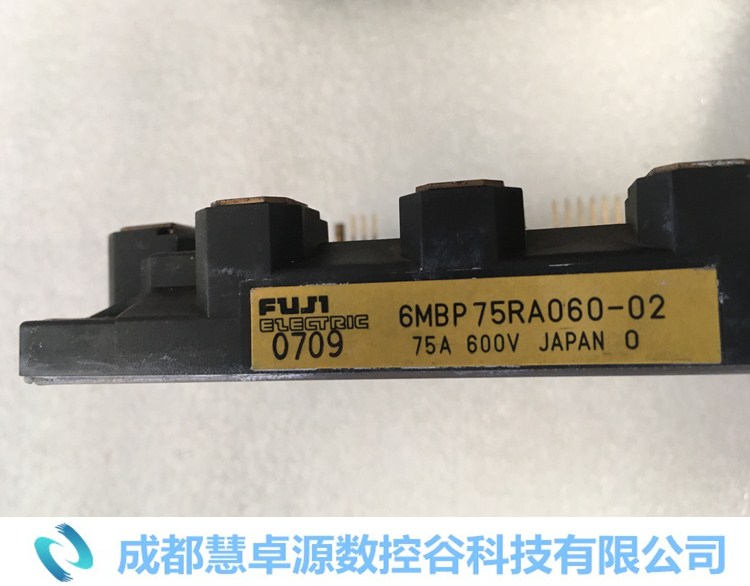 FUJI
ELECTRIC
0709
6MBP75RA060-02
75A 600V JAPAN O
成都慧卓源数控谷科技有限公司